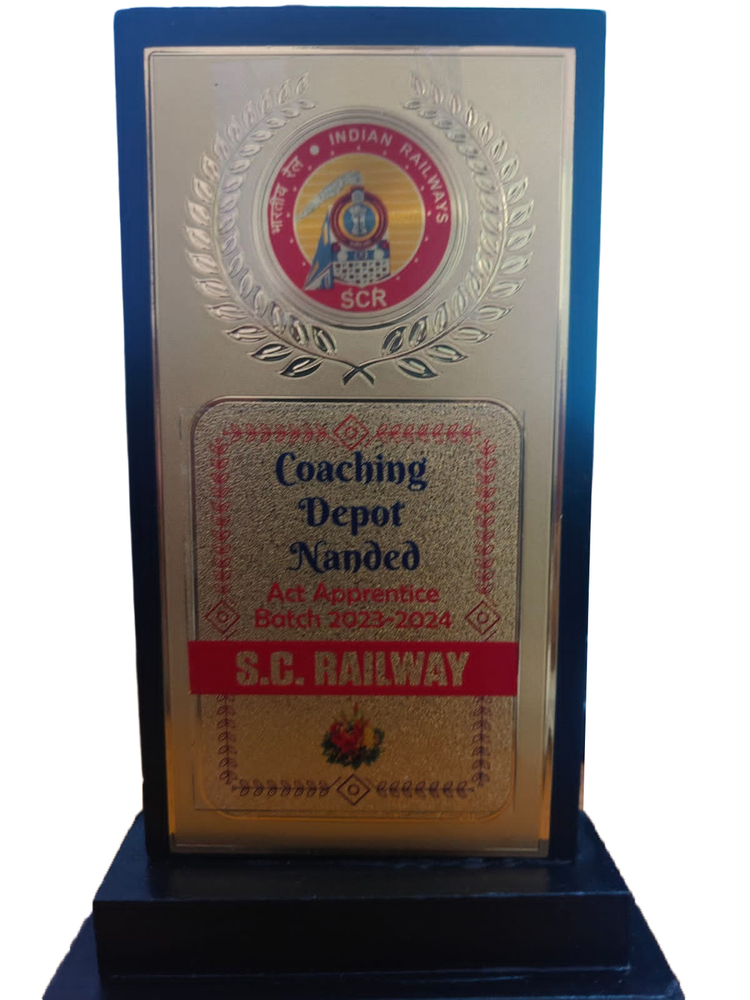 भारतीय रेल • INDIAN RAILWAYS
SCR
Coaching
Depot
Nanded
Act Apprentice
Batch 2023-2024
S.C. RAILWAY